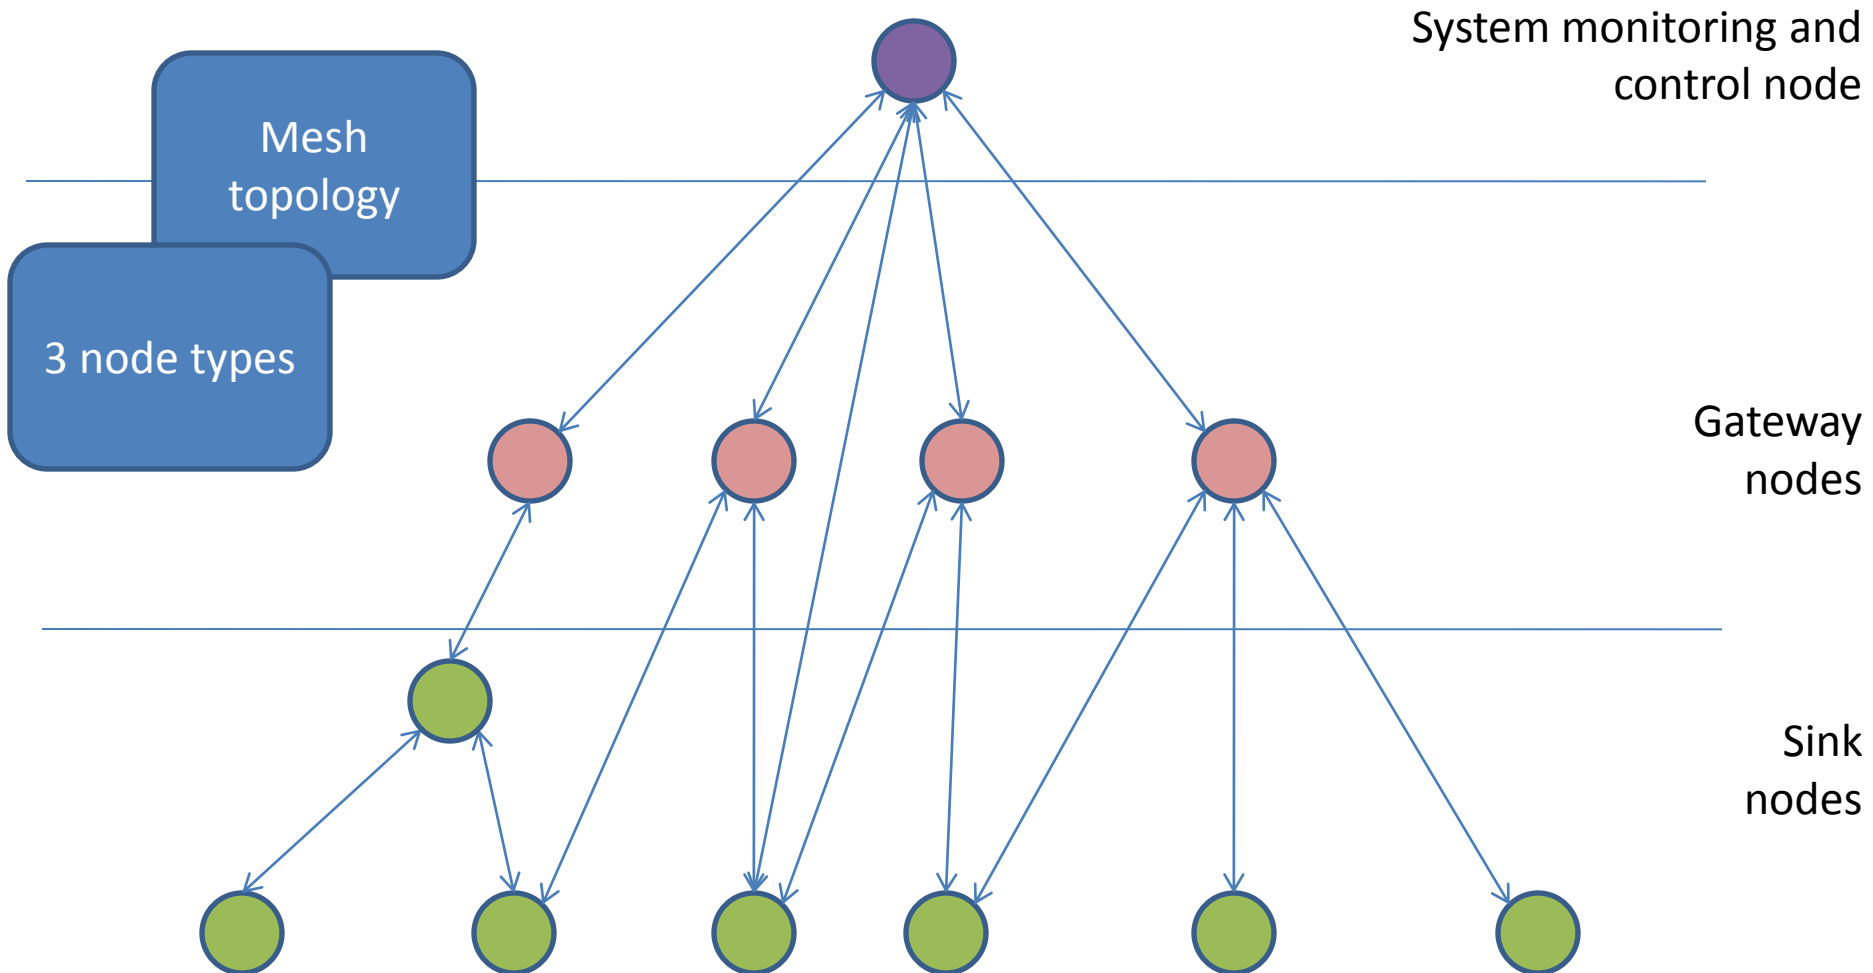 System monitoring and
control node
Mesh
topology
3 node types
Gateway
nodes
Sink
nodes